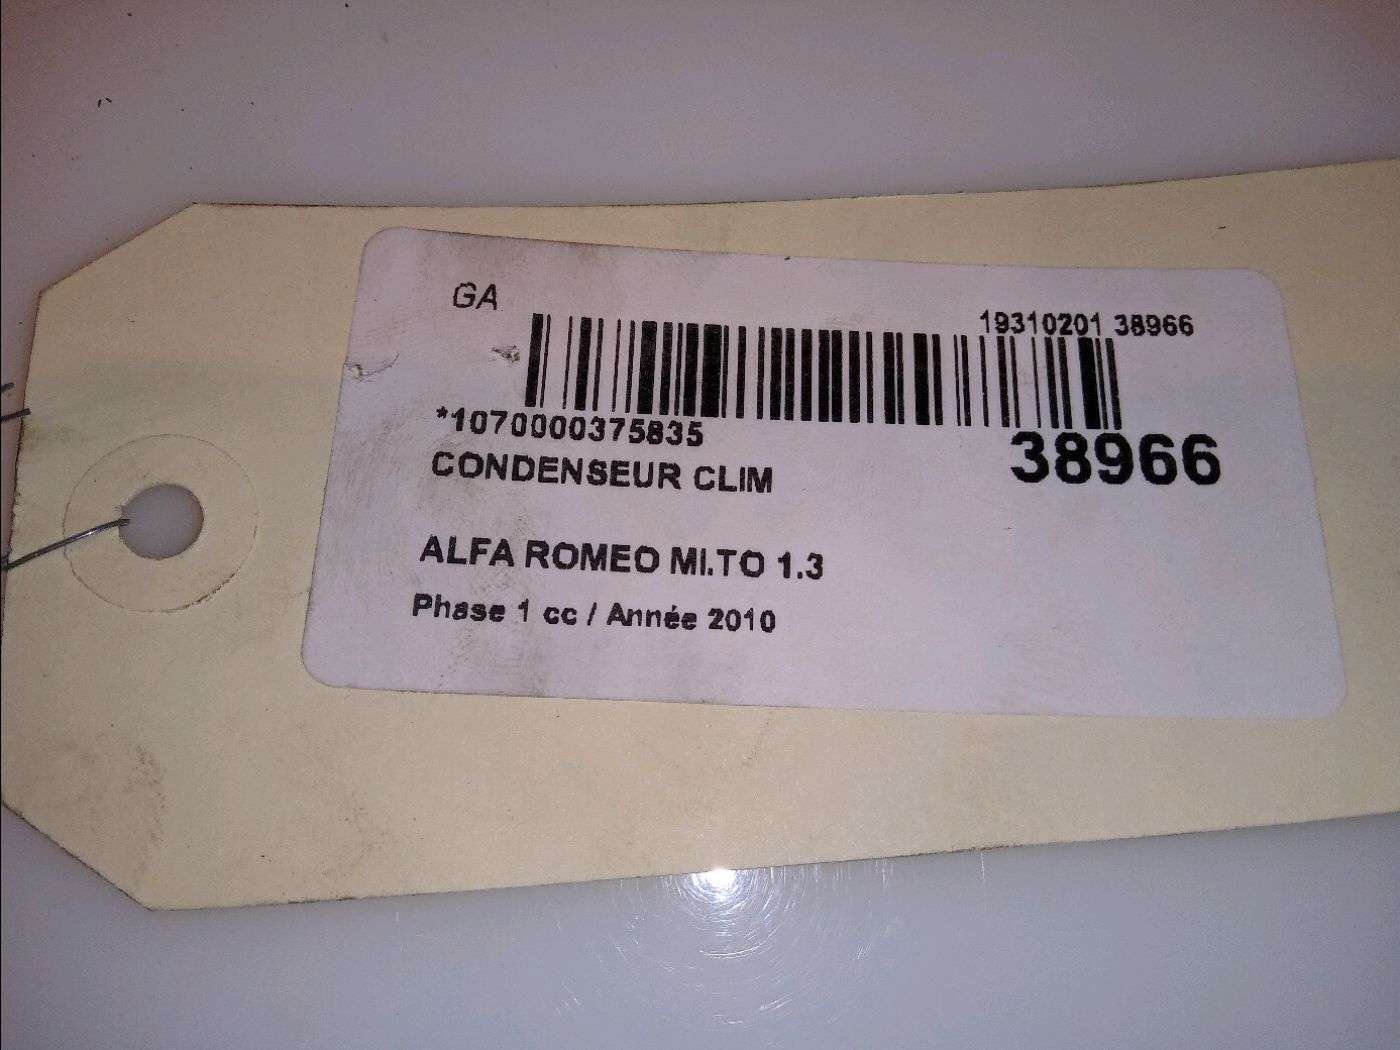 GA
19310201 38966
*1070000375835
38966
CONDENSEUR CLIM
ALFA ROMEO MI.TO 1.3
Phase 1 cc / Année 2010